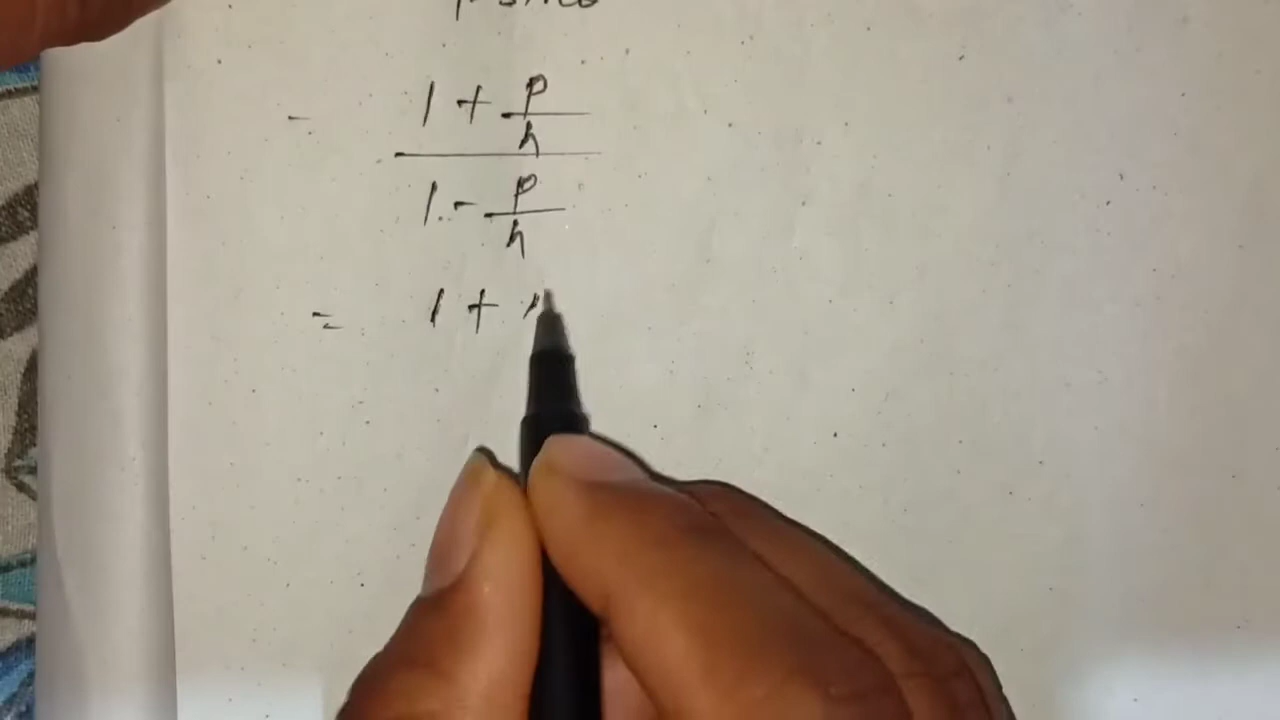 - 1 + p/h
1 - p/h
= 1 +